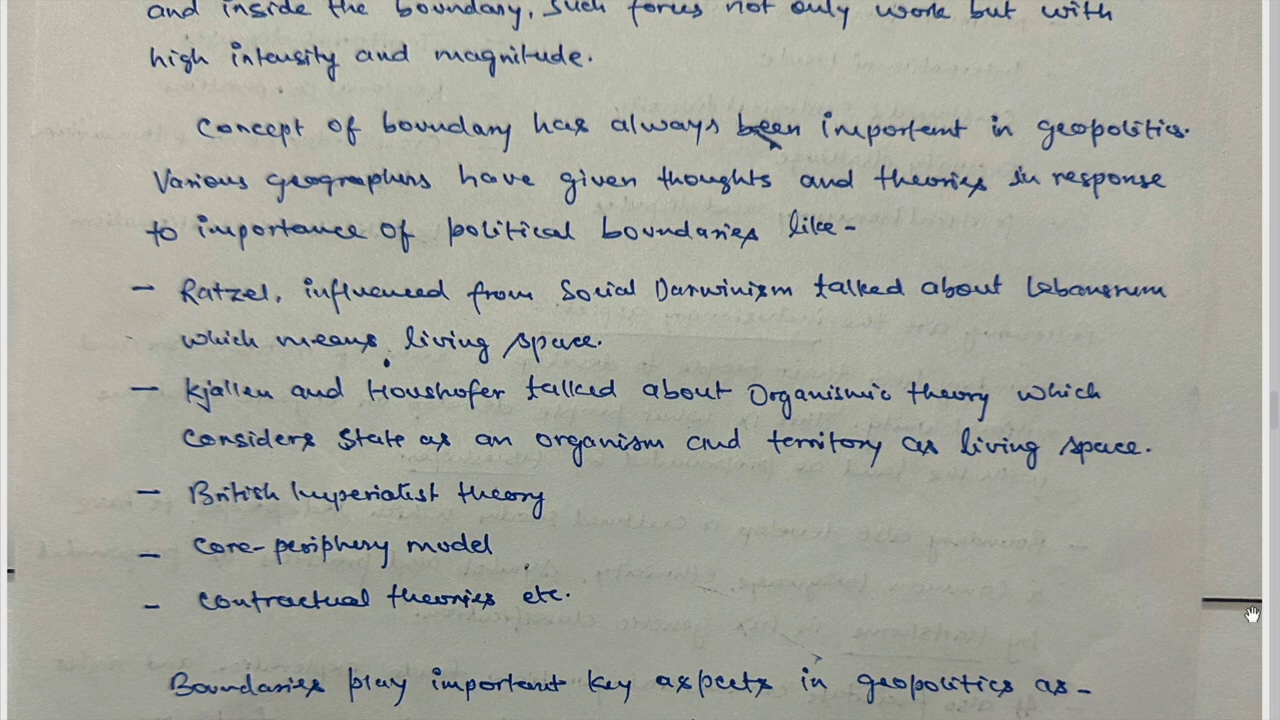 and inside the boundary, such forces not only work but with
high intensity and magnitude.
Concept of boundary has always been important in geopolitics.
Various geographers have given thoughts and theories in response
to importance of political boundaries like -
- Ratzel, influenced from Social Darwinism talked about Lebansrum
which means living space.
- Kjallen and Houshofer talked about Organismic theory which
considers State as an organism and territory as living space.
- British Imperialist theory
- Core-periphery model
- Contractual theories etc.
Boundaries play important key aspects in geopolitics as-